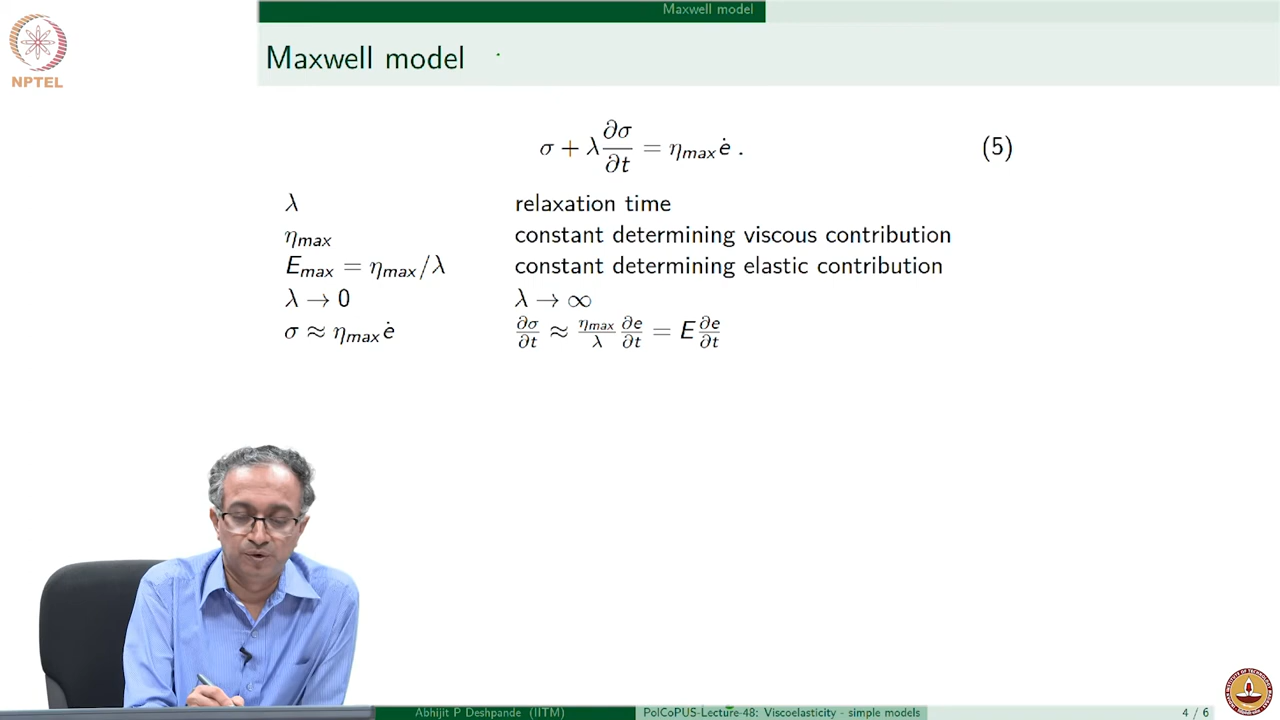 Maxwell model
NPTEL
Maxwell model
σ + λ ∂σ/∂t = η_max ė . (5)
λ relaxation time
η_max constant determining viscous contribution
E_max = η_max/λ constant determining elastic contribution
λ → 0 λ → ∞
σ ≈ η_max ė ∂σ/∂t ≈ η_max/λ ∂e/∂t = E ∂e/∂t
Abhijit P Deshpande (IITM) PolCoPUS-Lecture-48: Viscoelasticity - simple models 4 / 6